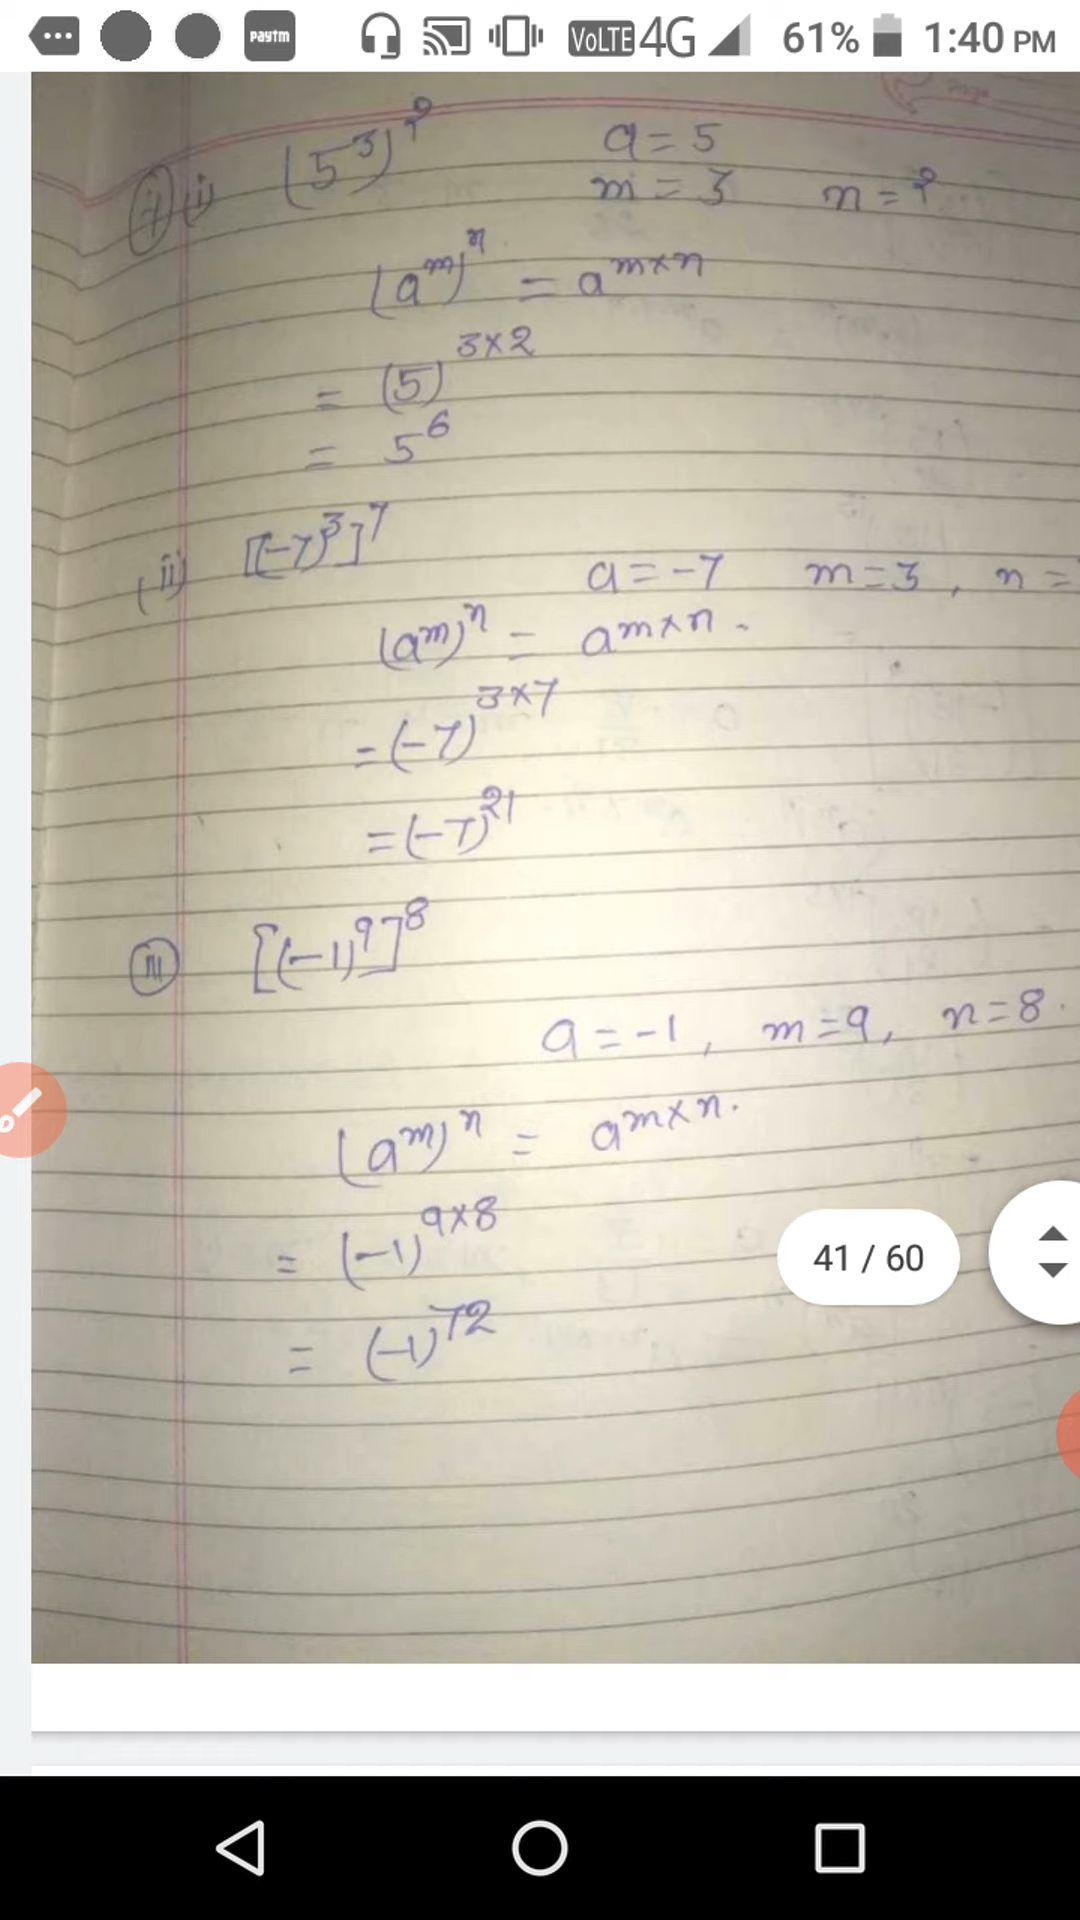 paytm VoLTE 4G 61% 1:40 PM
(i) (5³)² a = 5
m = 3 n = 2
(aᵐ)ⁿ = aᵐˣⁿ
= (5)³ˣ²
= 5⁶
(ii) [(-7)³]⁷
a = -7 m = 3 , n =
(aᵐ)ⁿ = aᵐˣⁿ.
= (-7)³ˣ⁷
= (-7)²¹
(iii) [(-1)⁹]⁸
a = -1, m = 9, n = 8.
(aᵐ)ⁿ = aᵐˣⁿ.
= (-1)⁹ˣ⁸
= (-1)⁷²
41 / 60